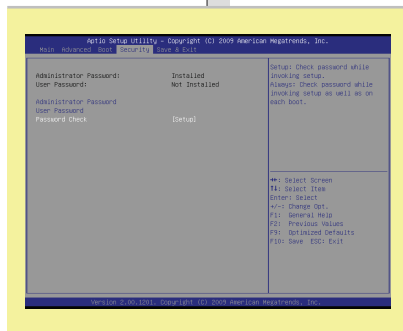 Aptio Setup Utility – Copyright (C) 2009 American Megatrends, Inc.
Main Advanced Boot Security Save & Exit
Administrator Password: Installed
User Password: Not Installed
Administrator Password
User Password
Password Check [Setup]
Setup: Check password while
invoking setup.
Always: Check password while
invoking setup as well as on
each boot.
→←: Select Screen
↑↓: Select Item
Enter: Select
+/-: Change Opt.
F1: General Help
F2: Previous Values
F9: Optimized Defaults
F10: Save ESC: Exit
Version 2.00.1201. Copyright (C) 2009 American Megatrends, Inc.